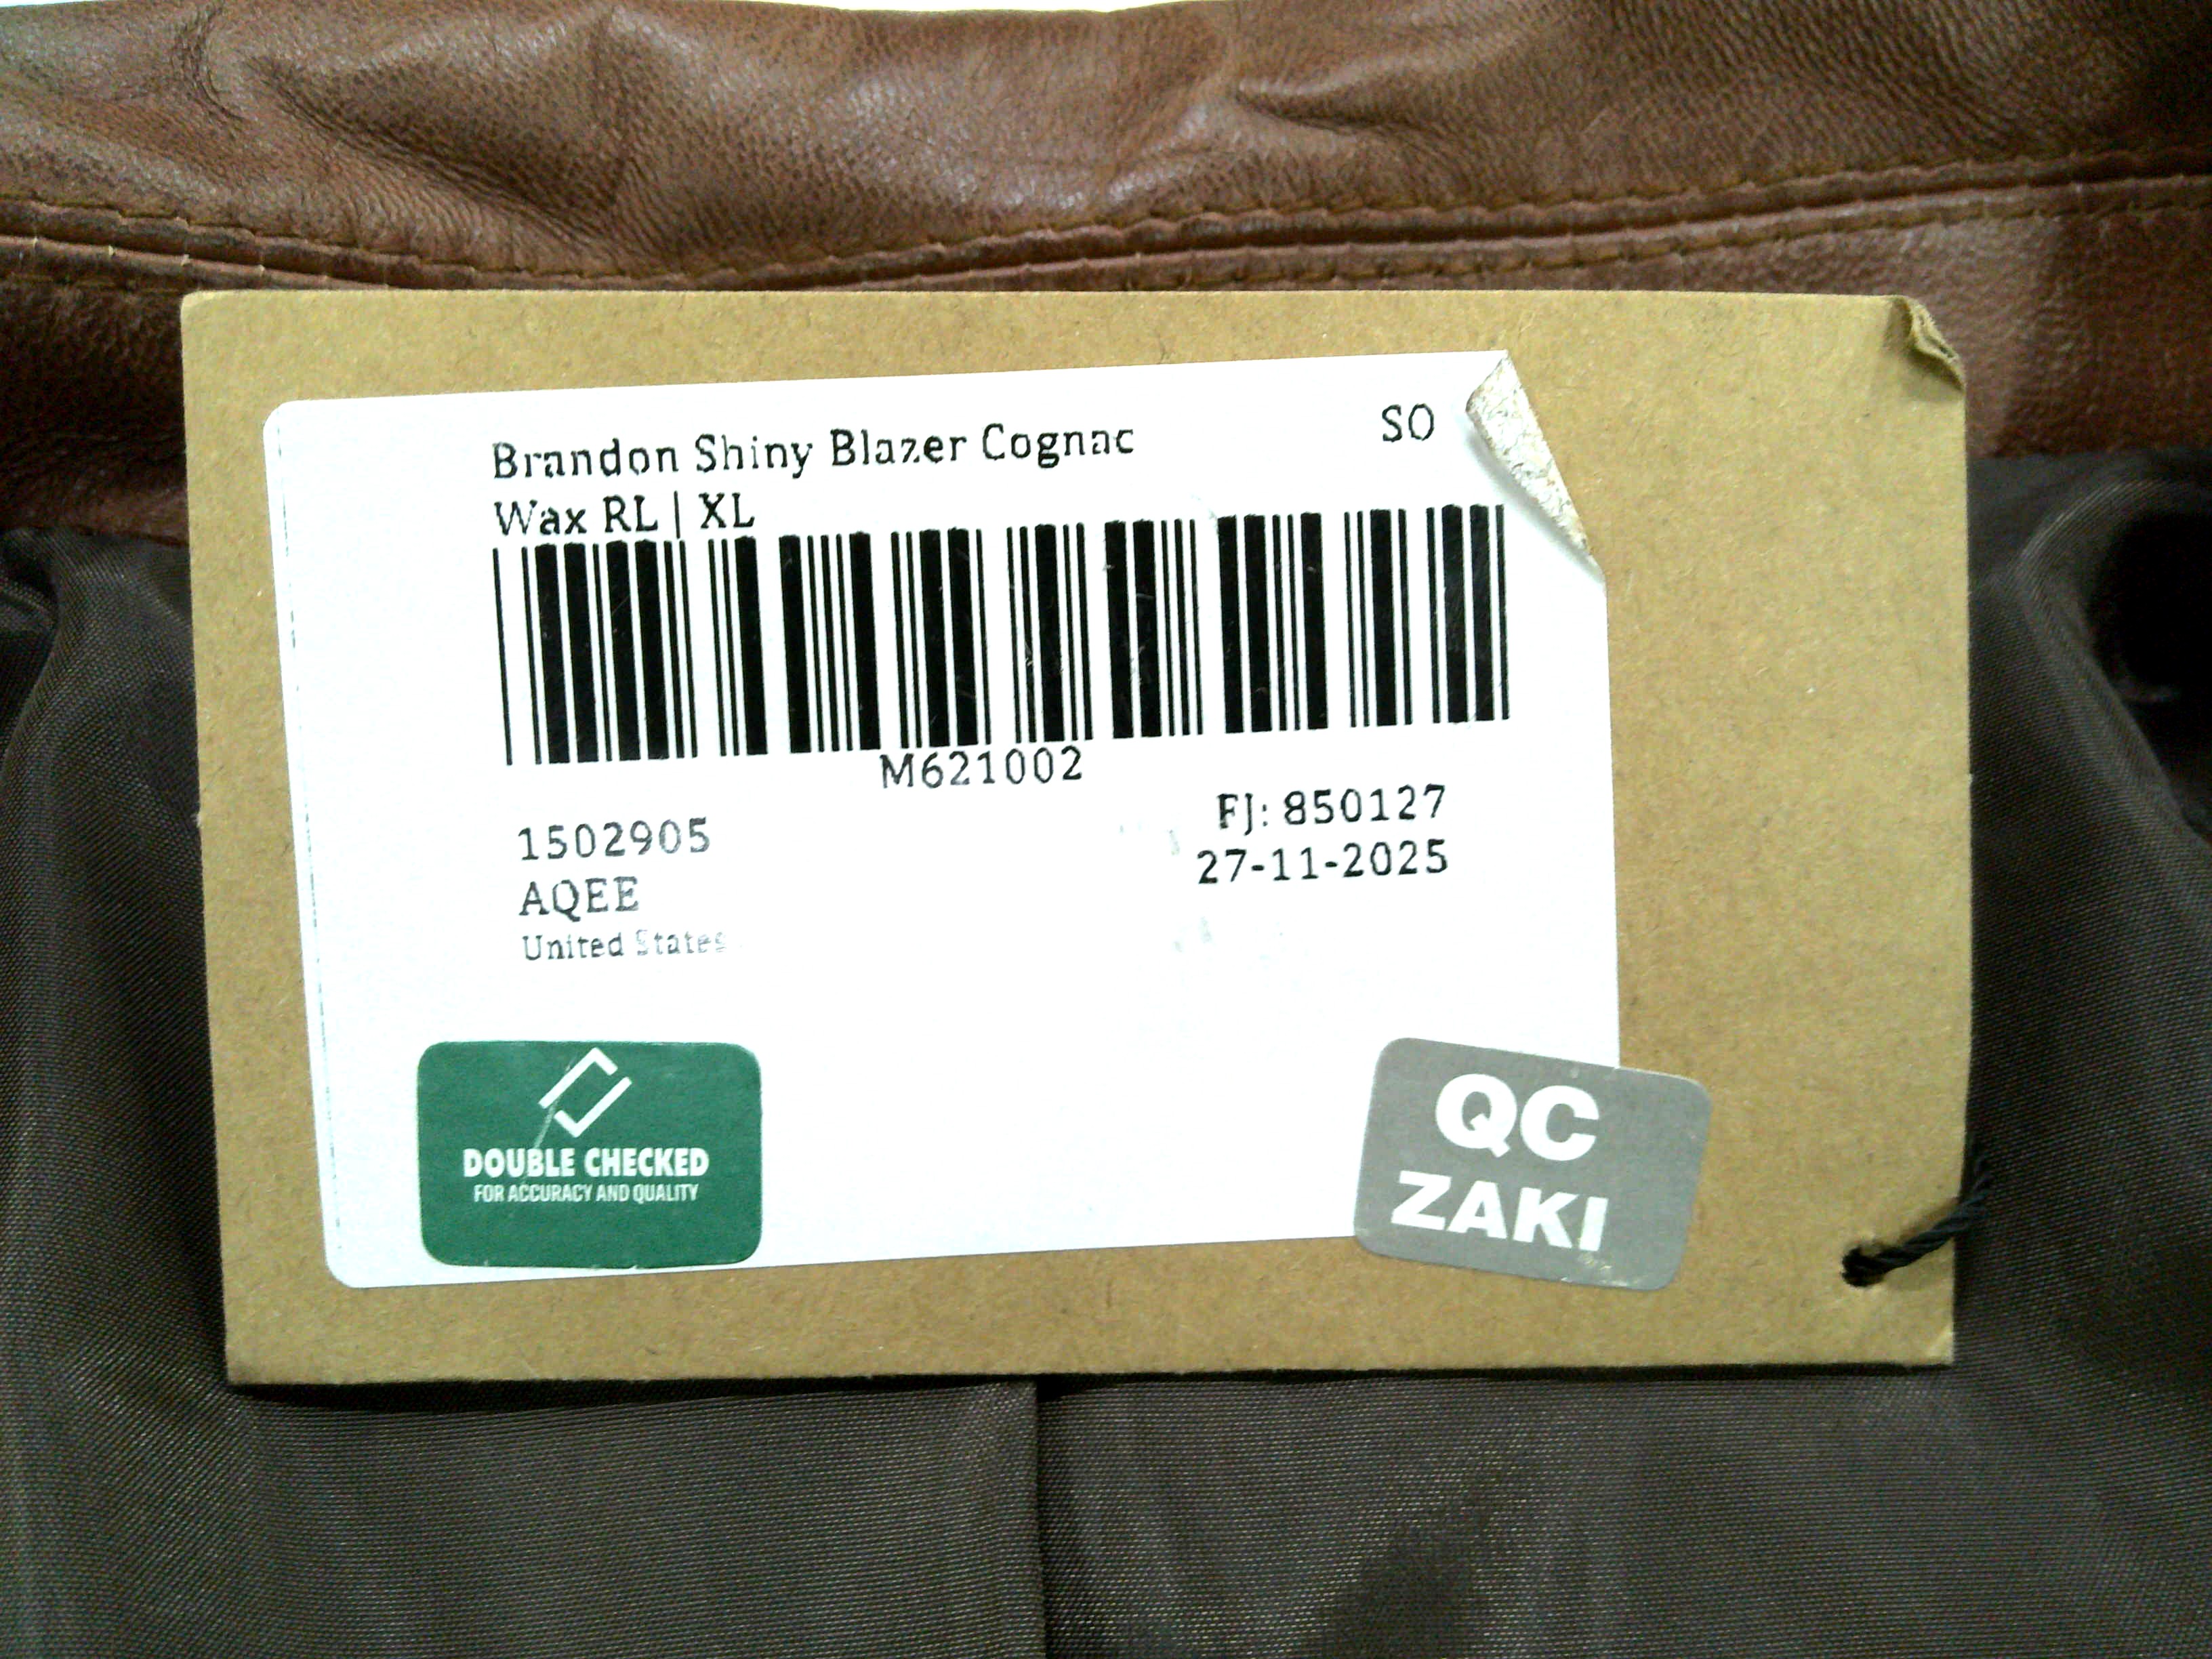 Brandon Shiny Blazer Cognac
Wax RL | XL
SO
M621002
1502905
AQEE
United States
FJ: 850127
27-11-2025
DOUBLE CHECKED
FOR ACCURACY AND QUALITY
QC
ZAKI